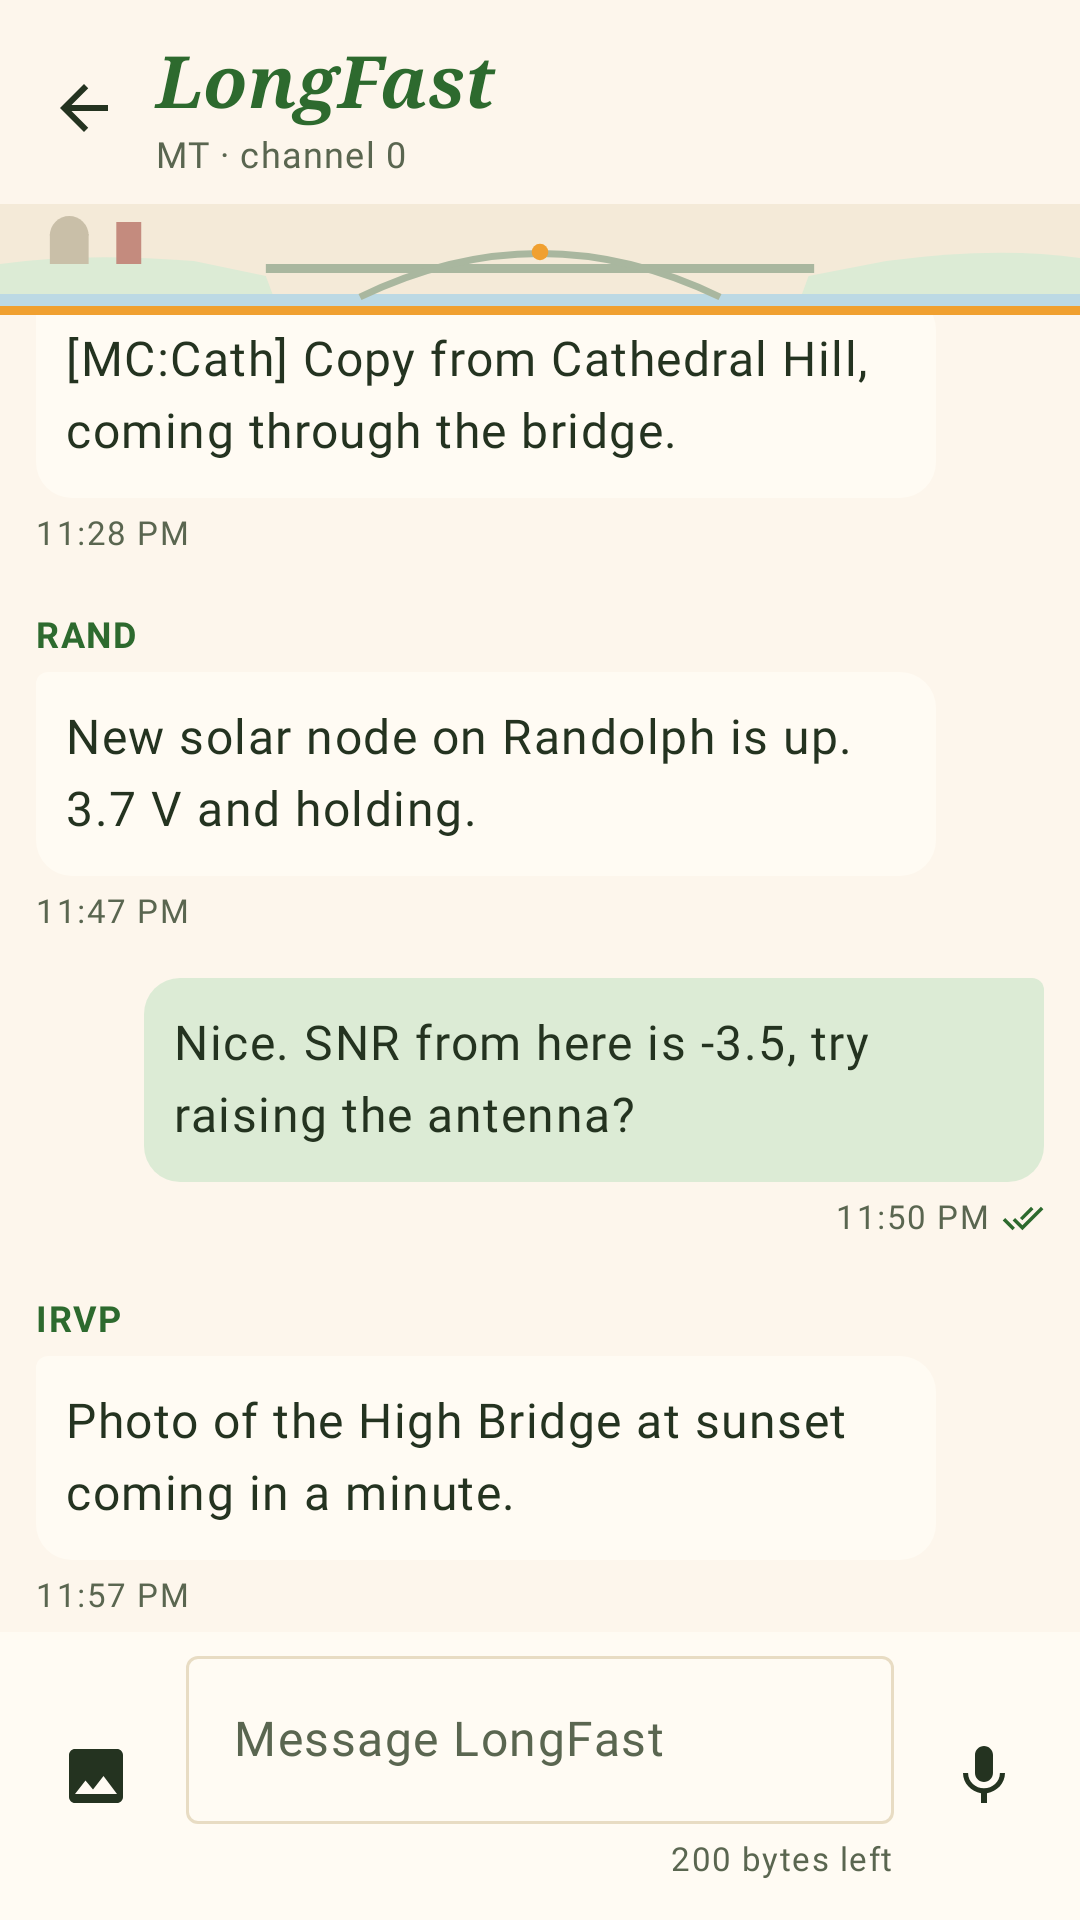 LongFast
MT · channel 0
[MC:Cath] Copy from Cathedral Hill,
coming through the bridge.
11:28 PM
RAND
New solar node on Randolph is up.
3.7 V and holding.
11:47 PM
Nice. SNR from here is -3.5, try
raising the antenna?
11:50 PM
IRVP
Photo of the High Bridge at sunset
coming in a minute.
11:57 PM
Message LongFast
200 bytes left